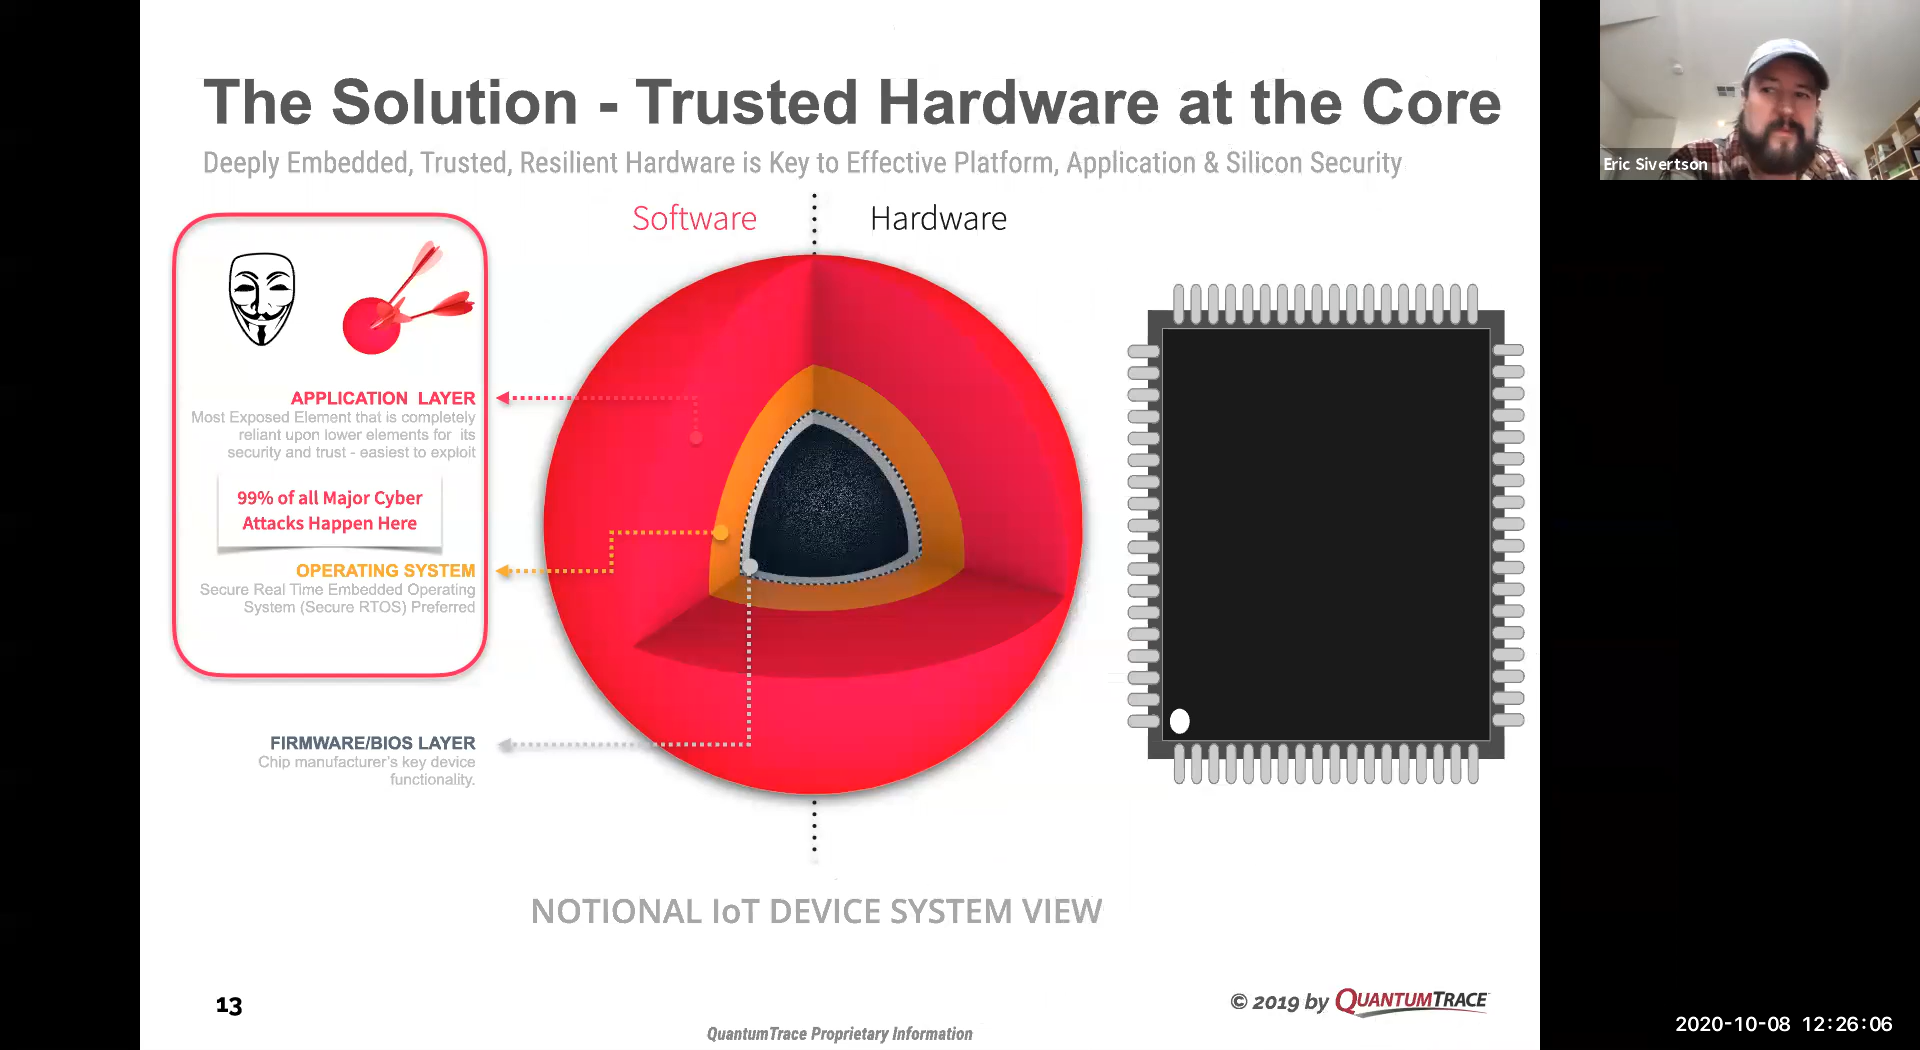 The Solution - Trusted Hardware at the Core
Deeply Embedded, Trusted, Resilient Hardware is Key to Effective Platform, Application & Silicon Security
Eric Sivertson
Software
Hardware
APPLICATION LAYER
Most Exposed Element that is completely
reliant upon lower elements for its
security and trust - easiest to exploit
99% of all Major Cyber
Attacks Happen Here
OPERATING SYSTEM
Secure Real Time Embedded Operating
System (Secure RTOS) Preferred
FIRMWARE/BIOS LAYER
Chip manufacturer's key device
functionality.
NOTIONAL IoT DEVICE SYSTEM VIEW
13
© 2019 by QUANTUMTRACE
QuantumTrace Proprietary Information
2020-10-08 12:26:06